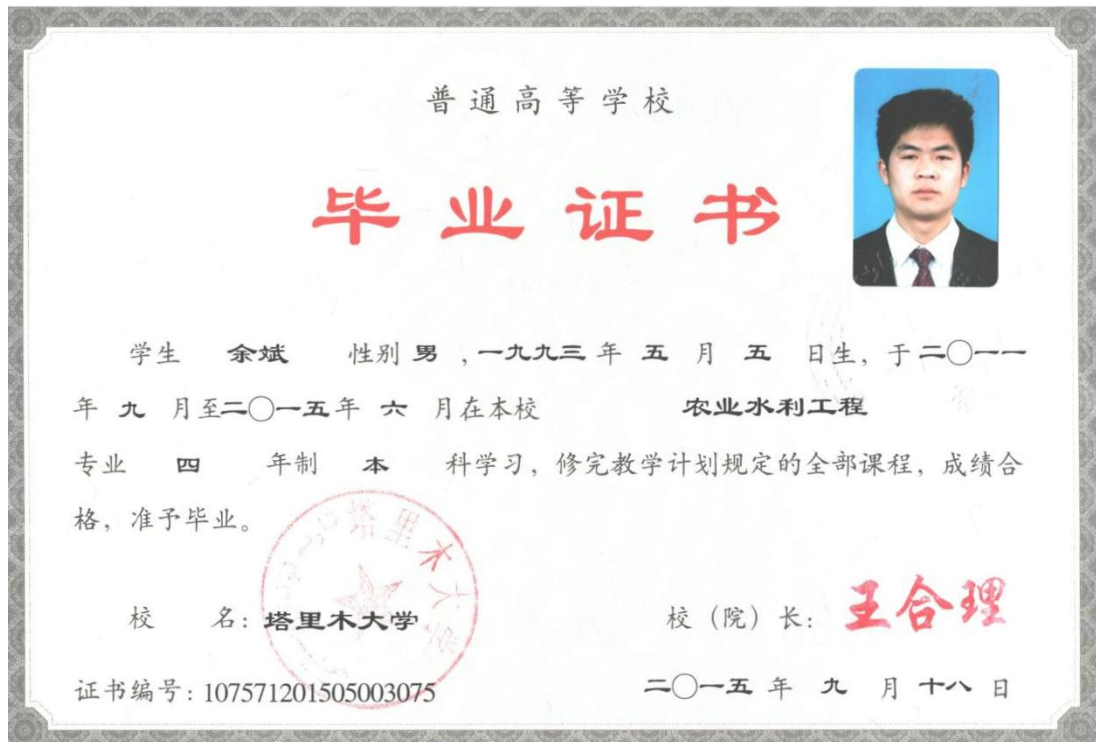 普通高等学校
毕业证书
学生 余斌 性别 男 ，一九九三 年 五 月 五 日生，于 二〇一一
年 九 月至 二〇一五 年 六 月在本校 农业水利工程
专业 四 年制 本 科学习，修完教学计划规定的全部课程，成绩合
格，准予毕业。
塔里木大学
校 名：塔里木大学 校（院）长：王合理
证书编号：107571201505003075 二〇一五 年 九 月 十八 日